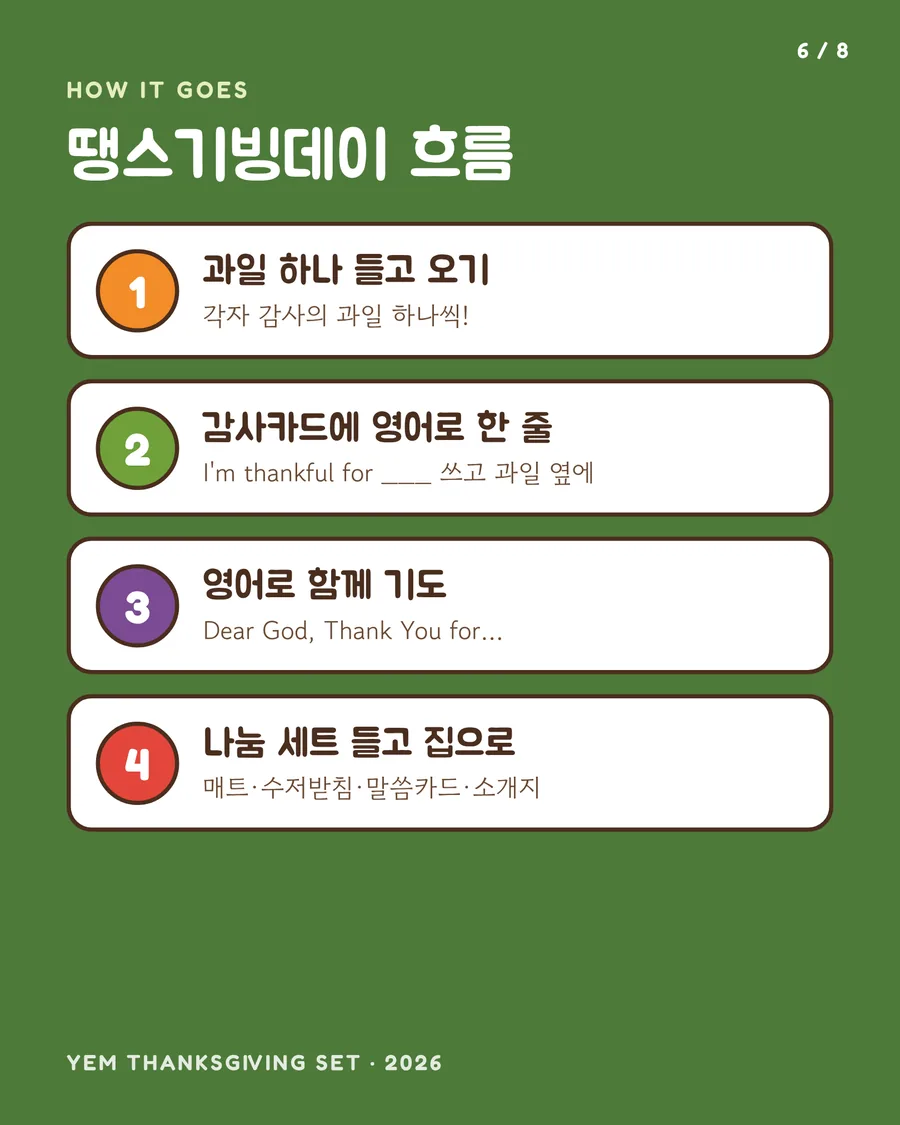 6 / 8
HOW IT GOES
땡스기빙데이 흐름
1
과일 하나 들고 오기
각자 감사의 과일 하나씩!
2
감사카드에 영어로 한 줄
I'm thankful for ___ 쓰고 과일 옆에
3
영어로 함께 기도
Dear God, Thank You for...
4
나눔 세트 들고 집으로
매트·수저받침·말씀카드·소개지
YEM THANKSGIVING SET · 2026